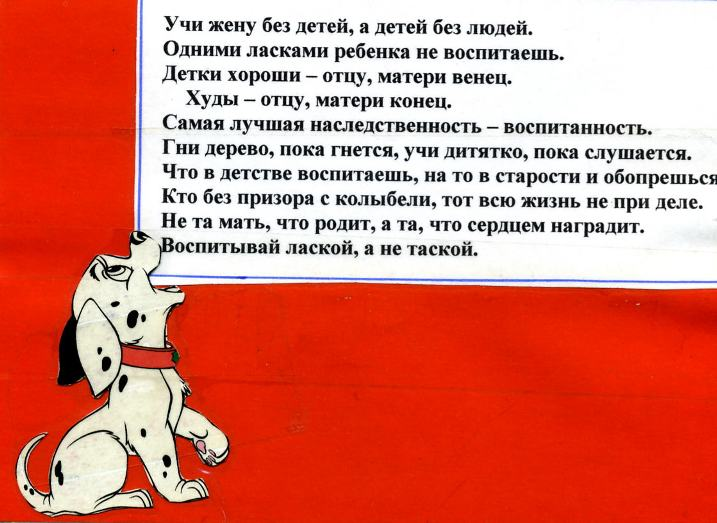 Учи жену без детей, а детей без людей.
Одними ласками ребенка не воспитаешь.
Детки хороши – отцу, матери венец.
Худы – отцу, матери конец.
Самая лучшая наследственность – воспитанность.
Гни дерево, пока гнется, учи дитятко, пока слушается.
Что в детстве воспитаешь, на то в старости и обопрешься
Кто без призора с колыбели, тот всю жизнь не при деле.
Не та мать, что родит, а та, что сердцем наградит.
Воспитывай лаской, а не таской.